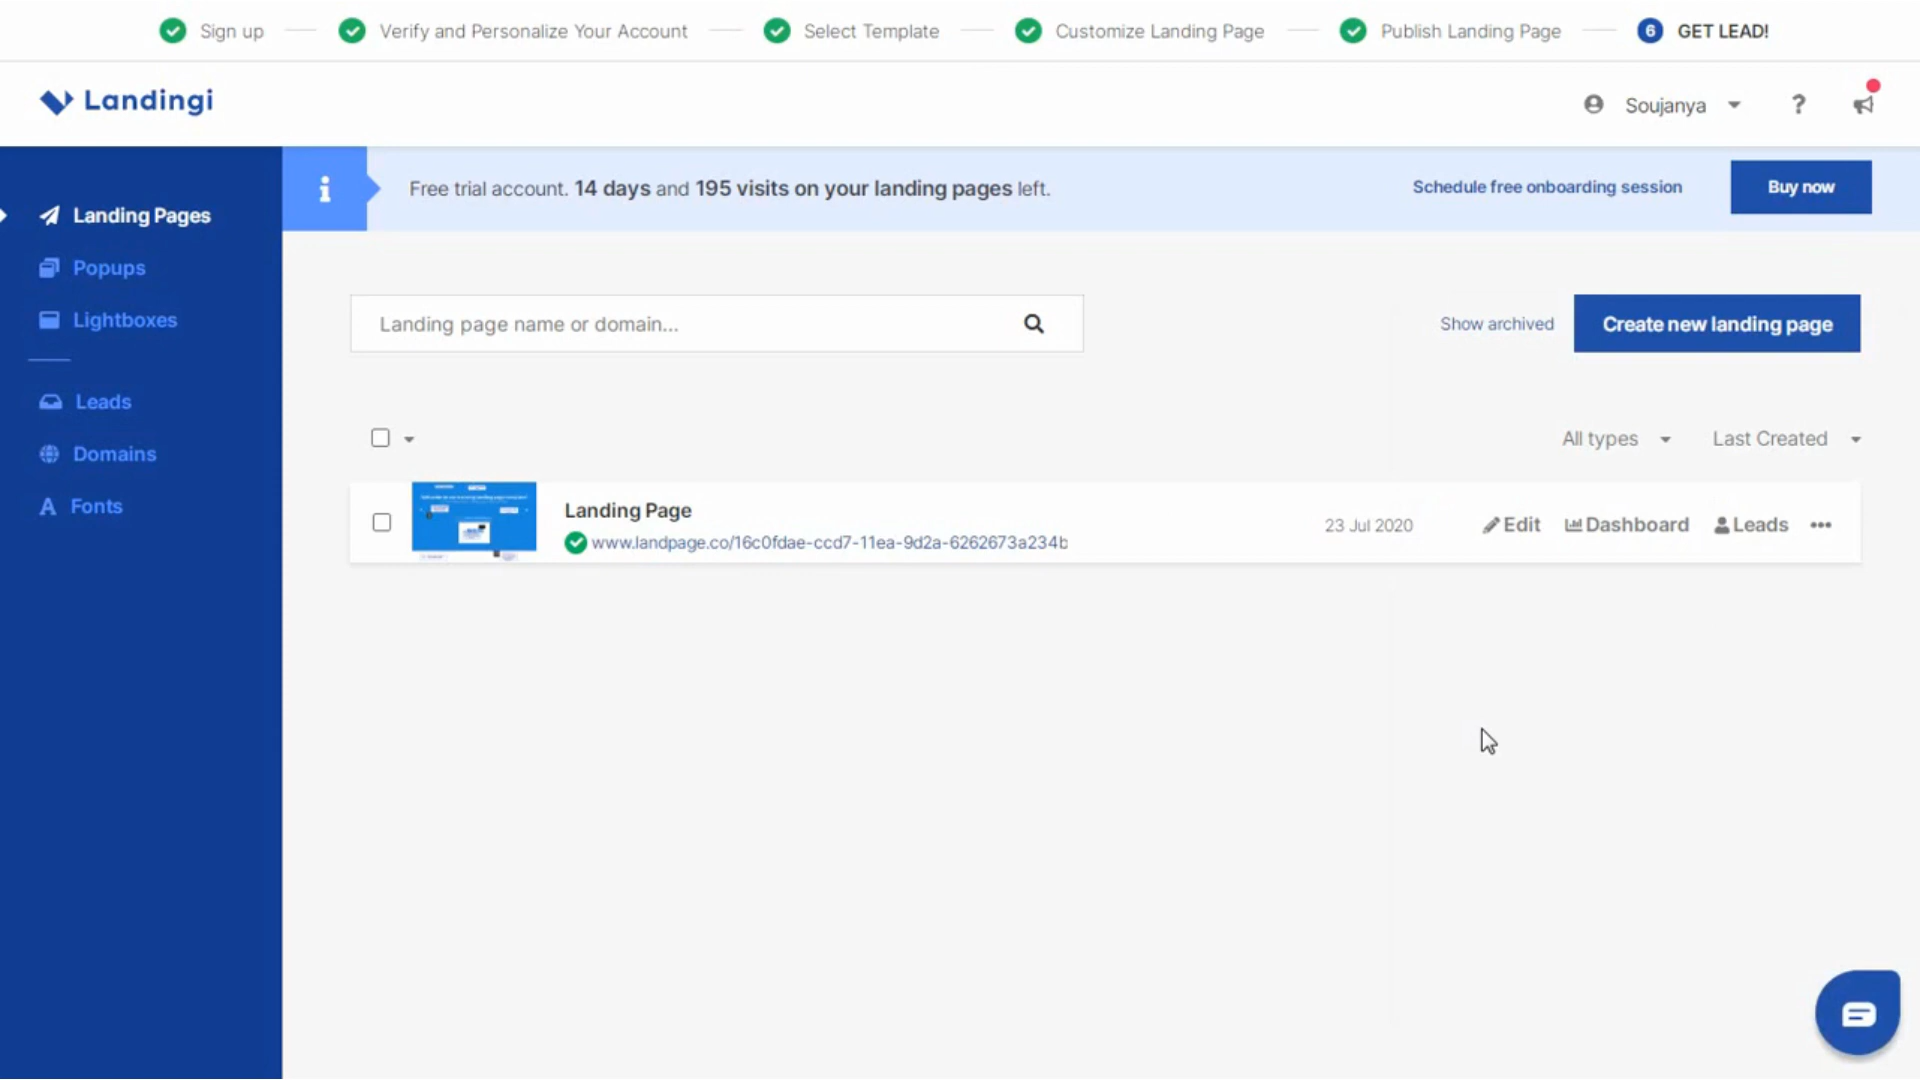 Sign up
Verify and Personalize Your Account
Select Template
Customize Landing Page
Publish Landing Page
6 GET LEAD!
Landingi
Soujanya
?
Landing Pages
Popups
Lightboxes
Leads
Domains
Fonts
Free trial account. 14 days and 195 visits on your landing pages left.
Schedule free onboarding session
Buy now
Landing page name or domain...
Show archived
Create new landing page
All types
Last Created
Landing Page
www.landpage.co/16c0fdae-ccd7-11ea-9d2a-6262673a234b
23 Jul 2020
Edit
Dashboard
Leads